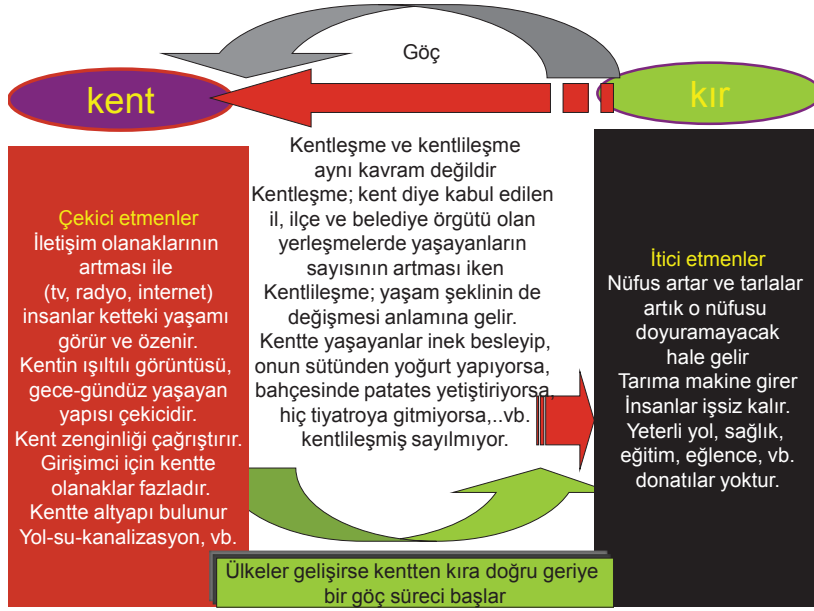 Göç
kent
kır
Çekici etmenler
İletişim olanaklarının
artması ile
(tv, radyo, internet)
insanlar ketteki yaşamı
görür ve özenir.
Kentin ışıltılı görüntüsü,
gece-gündüz yaşayan
yapısı çekicidir.
Kent zenginliği çağrıştırır.
Girişimci için kentte
olanaklar fazladır.
Kentte altyapı bulunur
Yol-su-kanalizasyon, vb.
Kentleşme ve kentlileşme
aynı kavram değildir
Kentleşme; kent diye kabul edilen
il, ilçe ve belediye örgütü olan
yerleşmelerde yaşayanların
sayısının artması iken
Kentlileşme; yaşam şeklinin de
değişmesi anlamına gelir.
Kentte yaşayanlar inek besleyip,
onun sütünden yoğurt yapıyorsa,
bahçesinde patates yetiştiriyorsa,
hiç tiyatroya gitmiyorsa,..vb.
kentlileşmiş sayılmıyor.
İtici etmenler
Nüfus artar ve tarlalar
artık o nüfusu
doyuramayacak
hale gelir
Tarıma makine girer
İnsanlar işsiz kalır.
Yeterli yol, sağlık,
eğitim, eğlence, vb.
donatılar yoktur.
Ülkeler gelişirse kentten kıra doğru geriye
bir göç süreci başlar